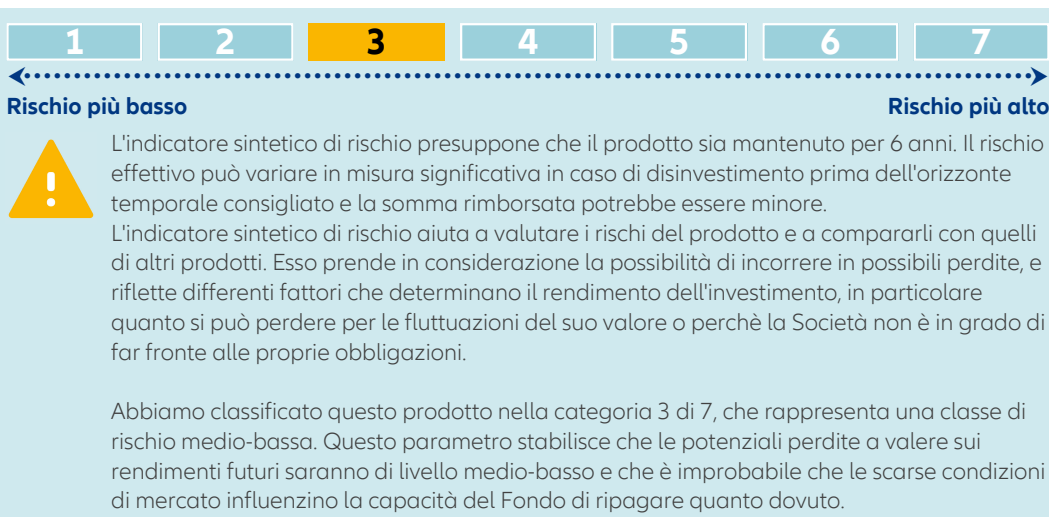 1 2 3 4 5 6 7
Rischio più basso Rischio più alto
L'indicatore sintetico di rischio presuppone che il prodotto sia mantenuto per 6 anni. Il rischio
effettivo può variare in misura significativa in caso di disinvestimento prima dell'orizzonte
temporale consigliato e la somma rimborsata potrebbe essere minore.
L'indicatore sintetico di rischio aiuta a valutare i rischi del prodotto e a compararli con quelli
di altri prodotti. Esso prende in considerazione la possibilità di incorrere in possibili perdite, e
riflette differenti fattori che determinano il rendimento dell'investimento, in particolare
quanto si può perdere per le fluttuazioni del suo valore o perchè la Società non è in grado di
far fronte alle proprie obbligazioni.
Abbiamo classificato questo prodotto nella categoria 3 di 7, che rappresenta una classe di
rischio medio-bassa. Questo parametro stabilisce che le potenziali perdite a valere sui
rendimenti futuri saranno di livello medio-basso e che è improbabile che le scarse condizioni
di mercato influenzino la capacità del Fondo di ripagare quanto dovuto.